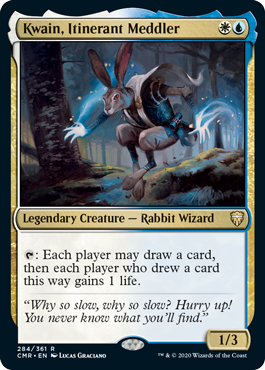 Kwain, Itinerant Meddler
Legendary Creature — Rabbit Wizard
: Each player may draw a card,
then each player who drew a card
this way gains 1 life.
“Why so slow, why so slow? Hurry up!
You never know what you’ll find.”
1/3
284/361 R
CMR • EN Lucas Graciano
™ & © 2020 Wizards of the Coast